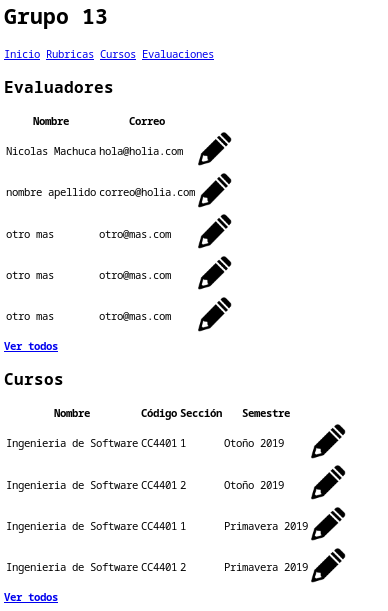 Grupo 13
Inicio Rubricas Cursos Evaluaciones
Evaluadores
Nombre Correo
Nicolas Machuca hola@holia.com
nombre apellido correo@holia.com
otro mas otro@mas.com
otro mas otro@mas.com
otro mas otro@mas.com
Ver todos
Cursos
Nombre Código Sección Semestre
Ingenieria de Software CC4401 1 Otoño 2019
Ingenieria de Software CC4401 2 Otoño 2019
Ingenieria de Software CC4401 1 Primavera 2019
Ingenieria de Software CC4401 2 Primavera 2019
Ver todos